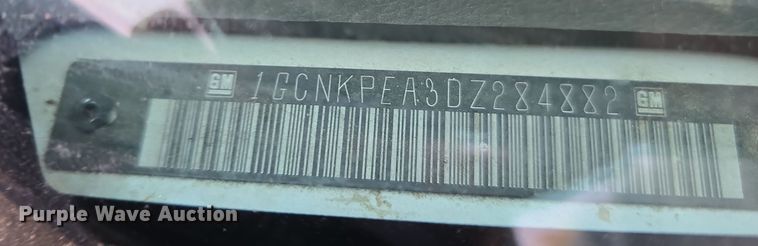 GM 1GCNKPEA3DZ284882 GM
Purple Wave Auction